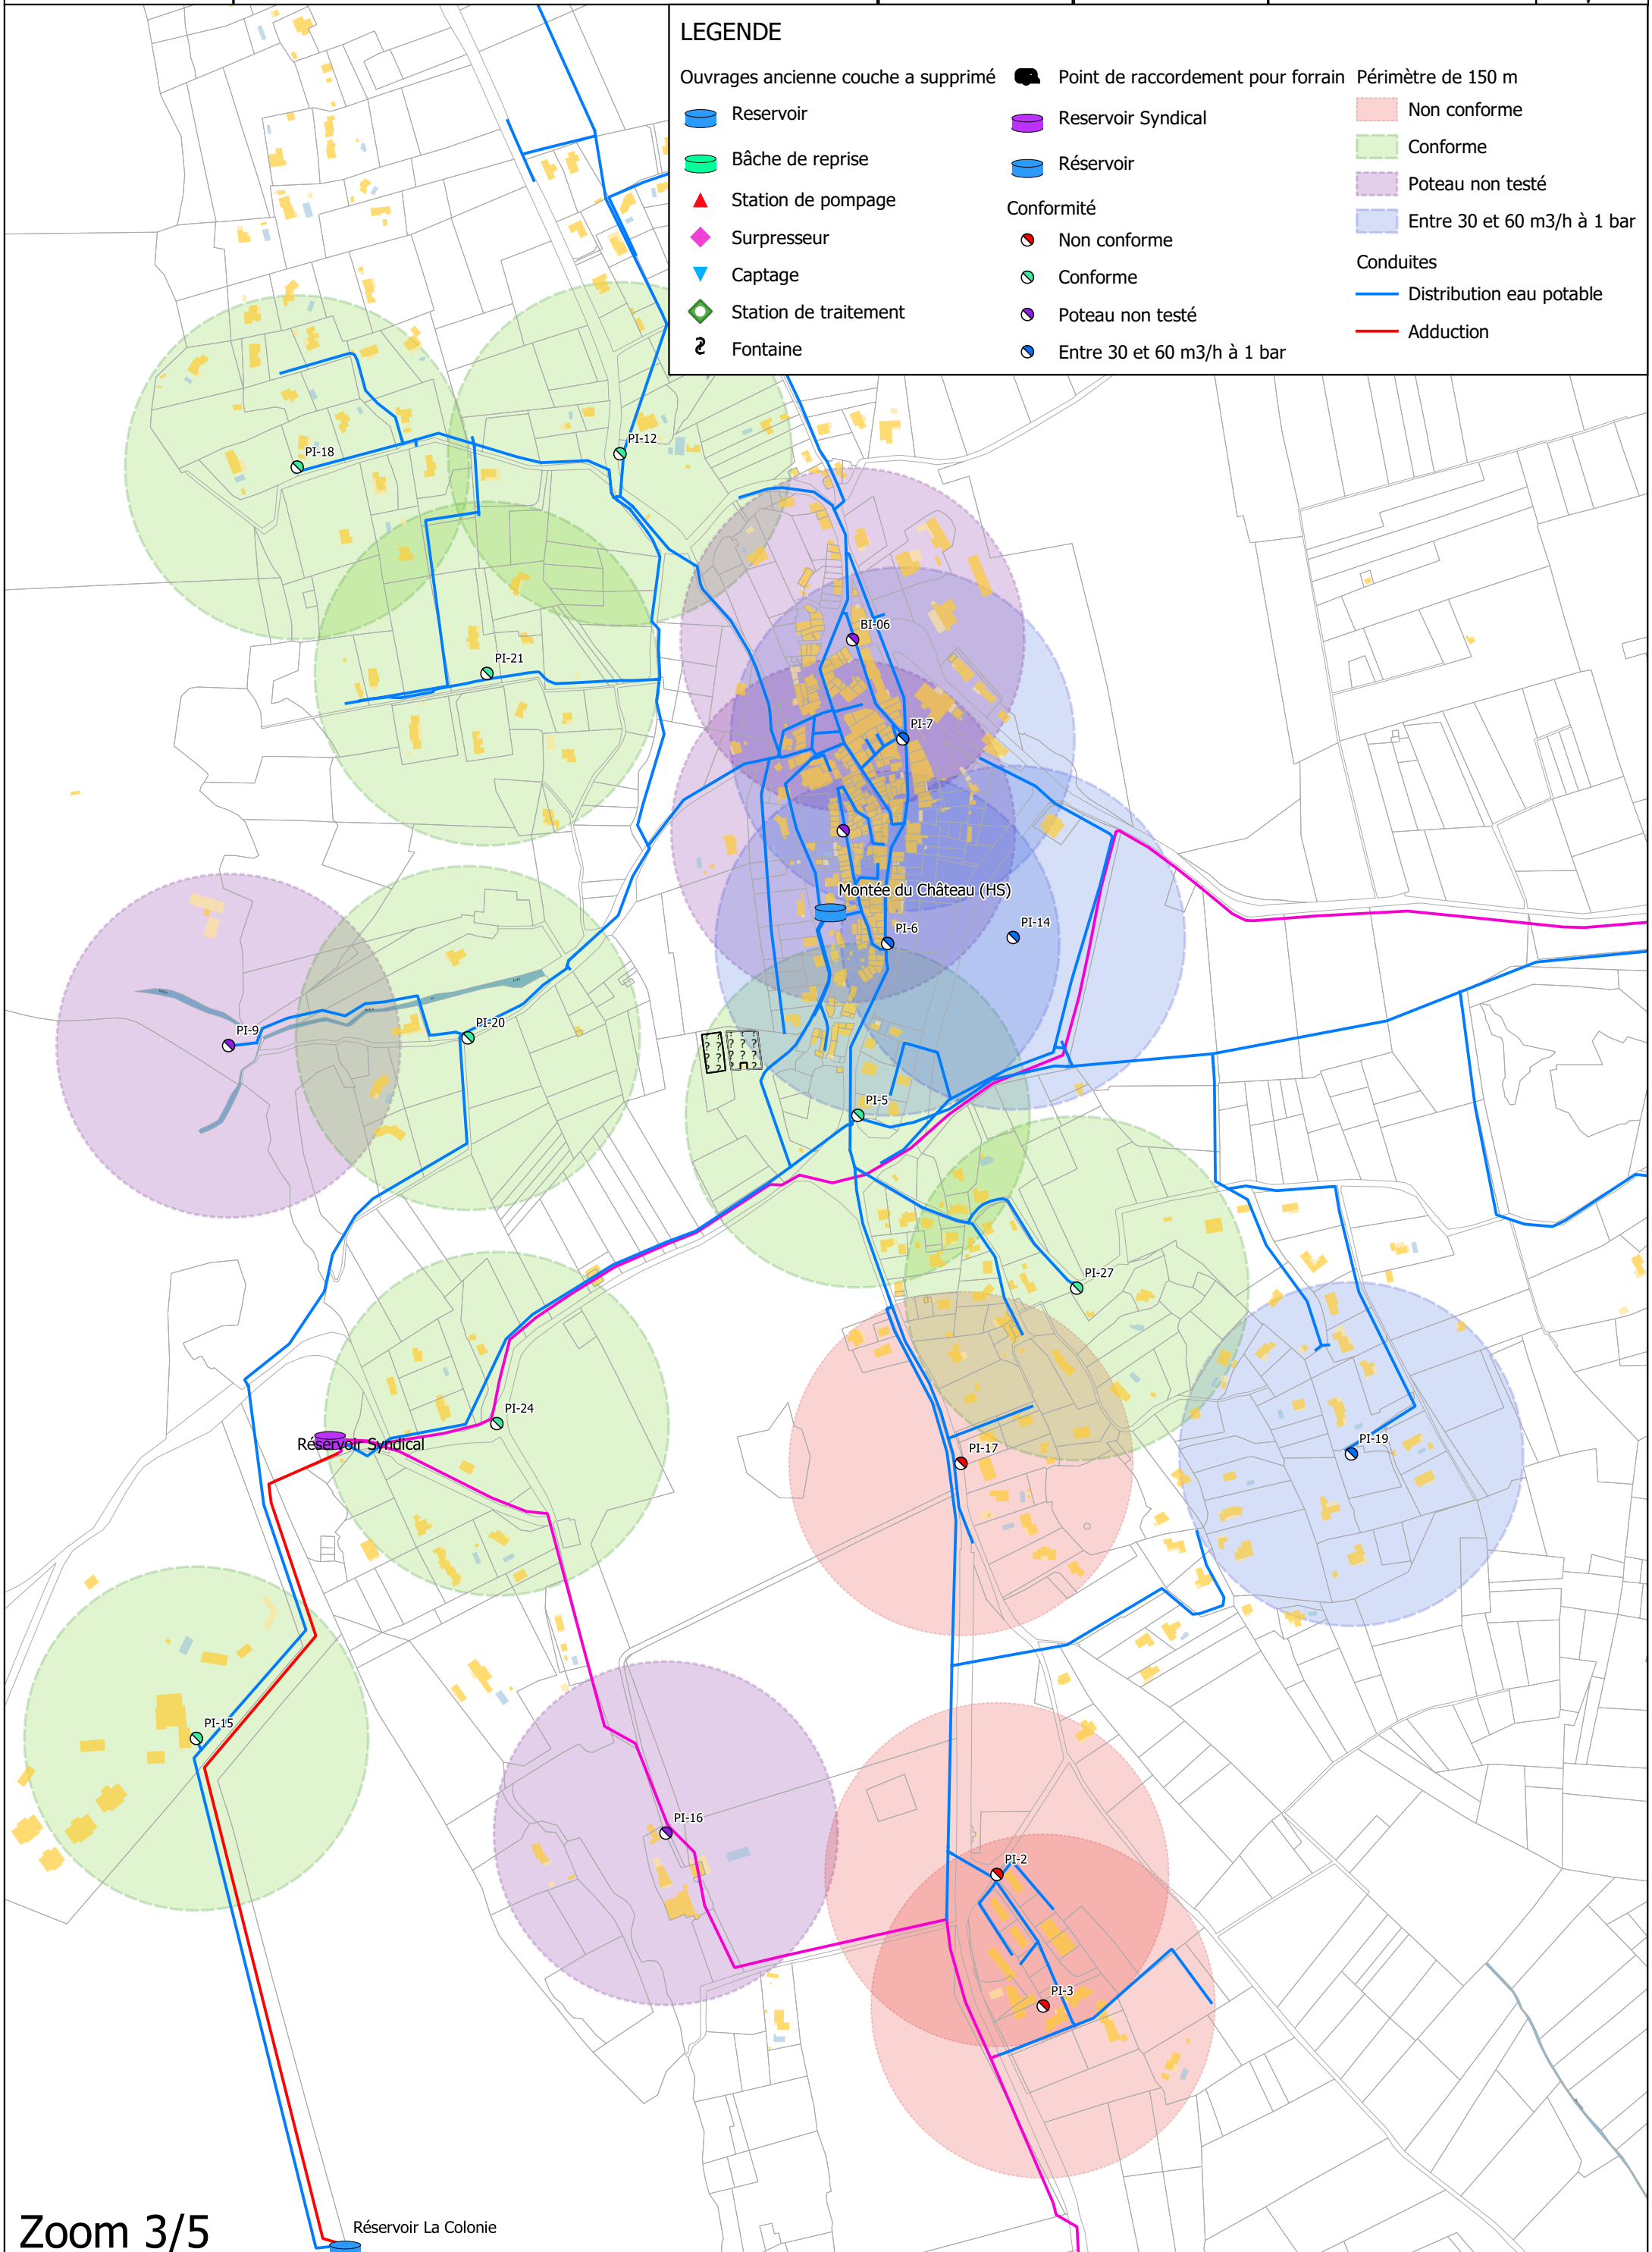 LEGENDE
Ouvrages ancienne couche a supprimé
Reservoir
Bâche de reprise
Station de pompage
Surpresseur
Captage
Station de traitement
Fontaine
Point de raccordement pour forrain
Reservoir Syndical
Réservoir
Conformité
Non conforme
Conforme
Poteau non testé
Entre 30 et 60 m3/h à 1 bar
Périmètre de 150 m
Non conforme
Conforme
Poteau non testé
Entre 30 et 60 m3/h à 1 bar
Conduites
Distribution eau potable
Adduction
PI-12
PI-18
BI-06
PI-21
PI-7
Montée du Château (HS)
PI-14
PI-6
PI-9
PI-20
? ? ? ? ?
? ? ? ? ?
? ? ? ? ?
? ? ? ?
PI-5
PI-27
PI-24
PI-19
Réservoir Syndical
PI-17
PI-15
PI-16
PI-2
PI-3
Réservoir La Colonie
Zoom 3/5